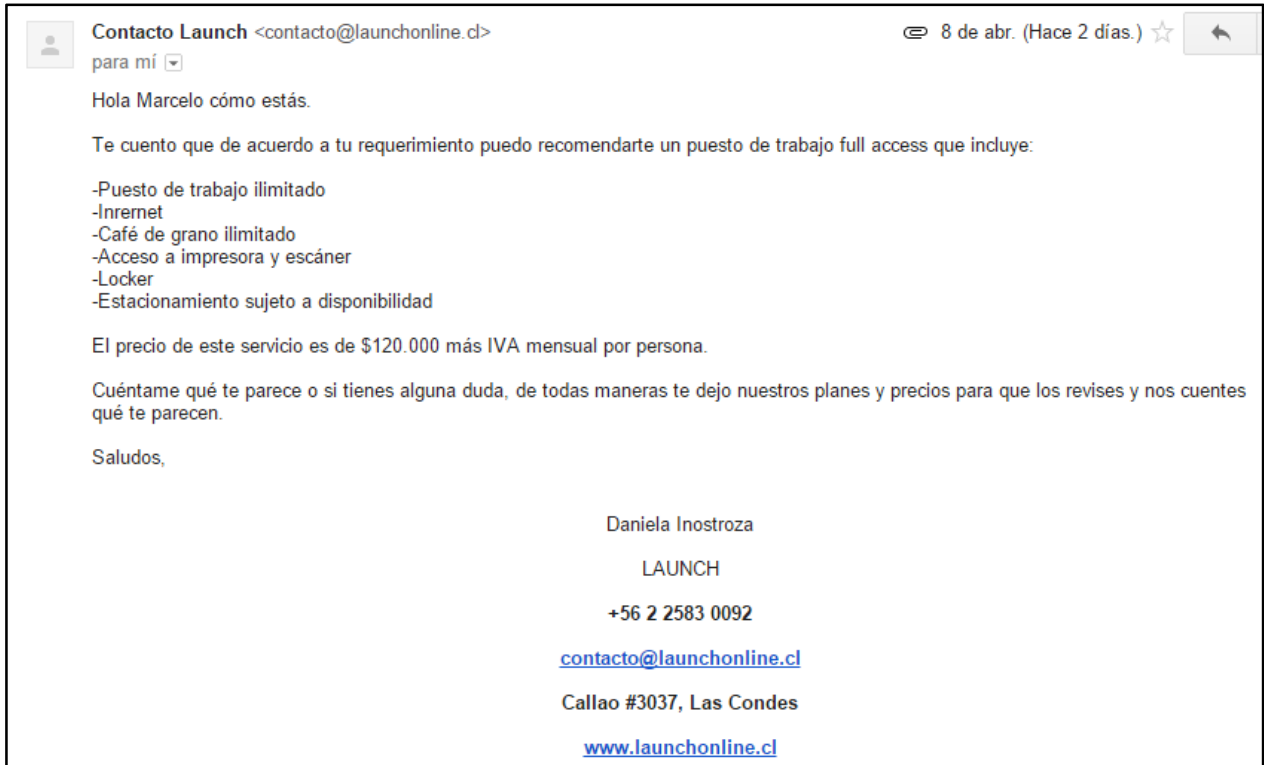 Contacto Launch <contacto@launchonline.cl>
8 de abr. (Hace 2 días.)
para mí
Hola Marcelo cómo estás.
Te cuento que de acuerdo a tu requerimiento puedo recomendarte un puesto de trabajo full access que incluye:
-Puesto de trabajo ilimitado
-Inrernet
-Café de grano ilimitado
-Acceso a impresora y escáner
-Locker
-Estacionamiento sujeto a disponibilidad
El precio de este servicio es de $120.000 más IVA mensual por persona.
Cuéntame qué te parece o si tienes alguna duda, de todas maneras te dejo nuestros planes y precios para que los revises y nos cuentes
qué te parecen.
Saludos,
Daniela Inostroza
LAUNCH
+56 2 2583 0092
contacto@launchonline.cl
Callao #3037, Las Condes
www.launchonline.cl